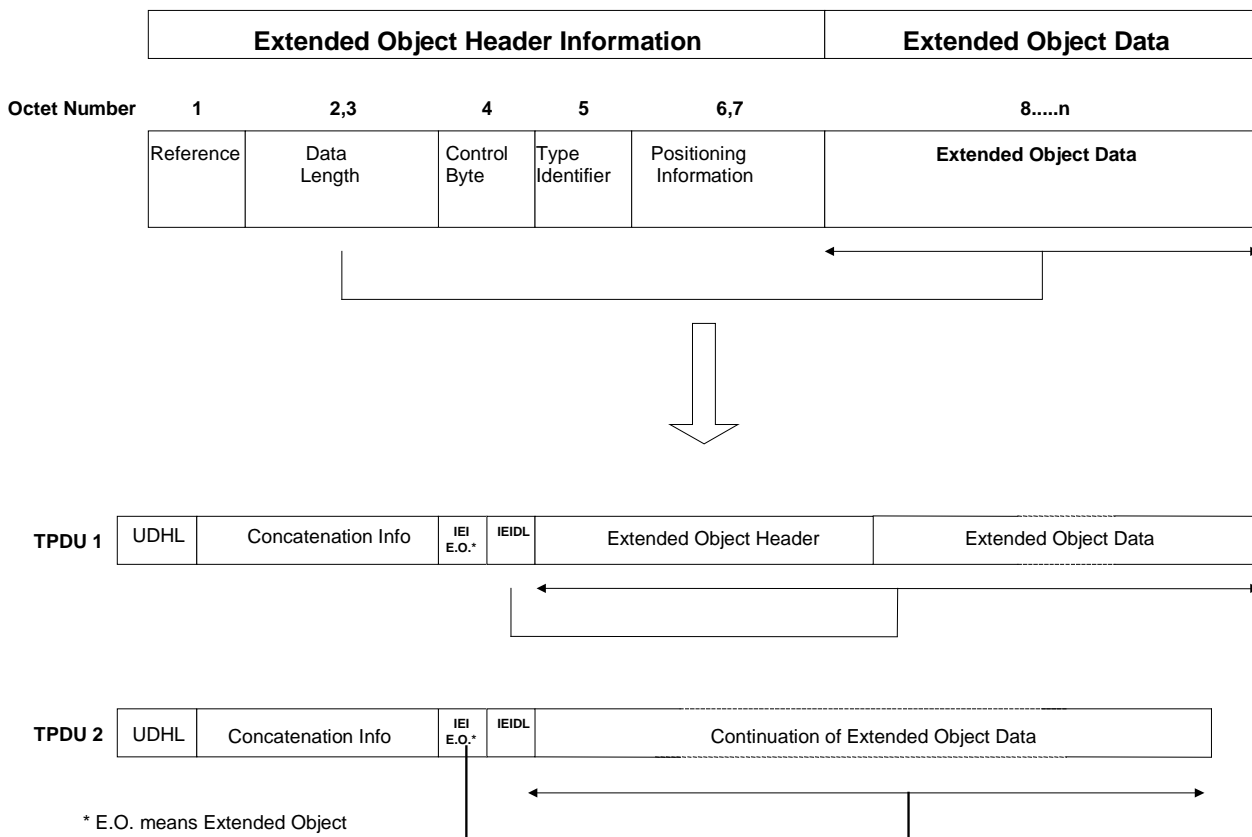 Extended Object Header Information Extended Object Data
Octet Number 1 2,3 4 5 6,7 8.....n
Reference Data Length Control Byte Type Identifier Positioning Information Extended Object Data
TPDU 1 UDHL Concatenation Info IEI E.O.* IEIDL Extended Object Header Extended Object Data
TPDU 2 UDHL Concatenation Info IEI E.O.* IEIDL Continuation of Extended Object Data
* E.O. means Extended Object